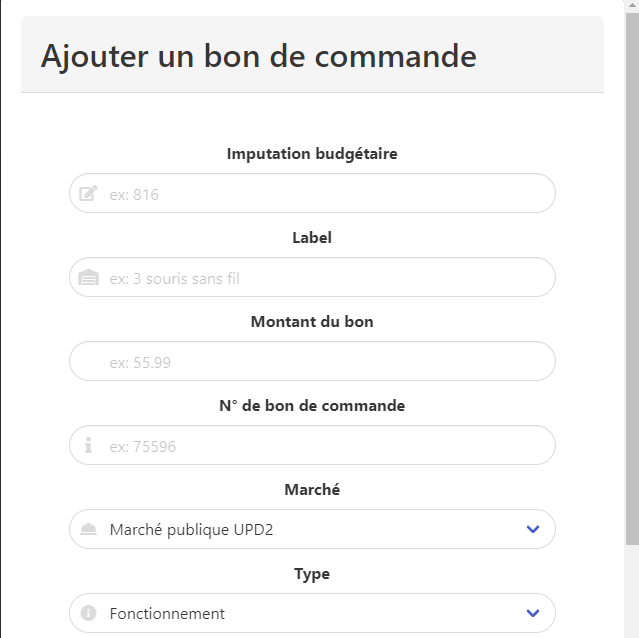 Ajouter un bon de commande
Imputation budgétaire
ex: 816
Label
ex: 3 souris sans fil
Montant du bon
ex: 55.99
N° de bon de commande
ex: 75596
Marché
Marché publique UPD2
Type
Fonctionnement